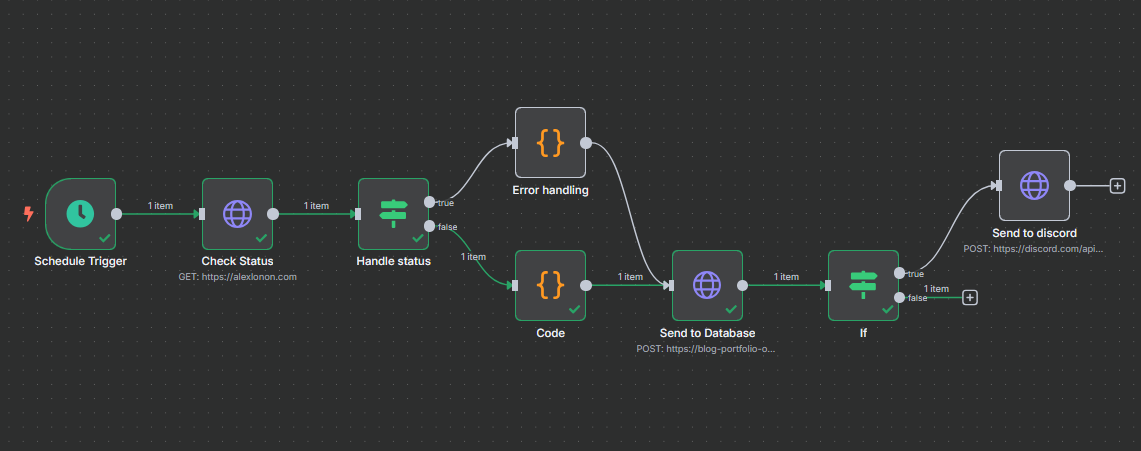 Error handling
1 item
1 item
true
false
1 item
Schedule Trigger
Check Status
GET: https://alexlonon.com
Handle status
Send to discord
POST: https://discord.com/api...
1 item
1 item
true
false
1 item
Code
Send to Database
POST: https://blog-portfolio-o...
If